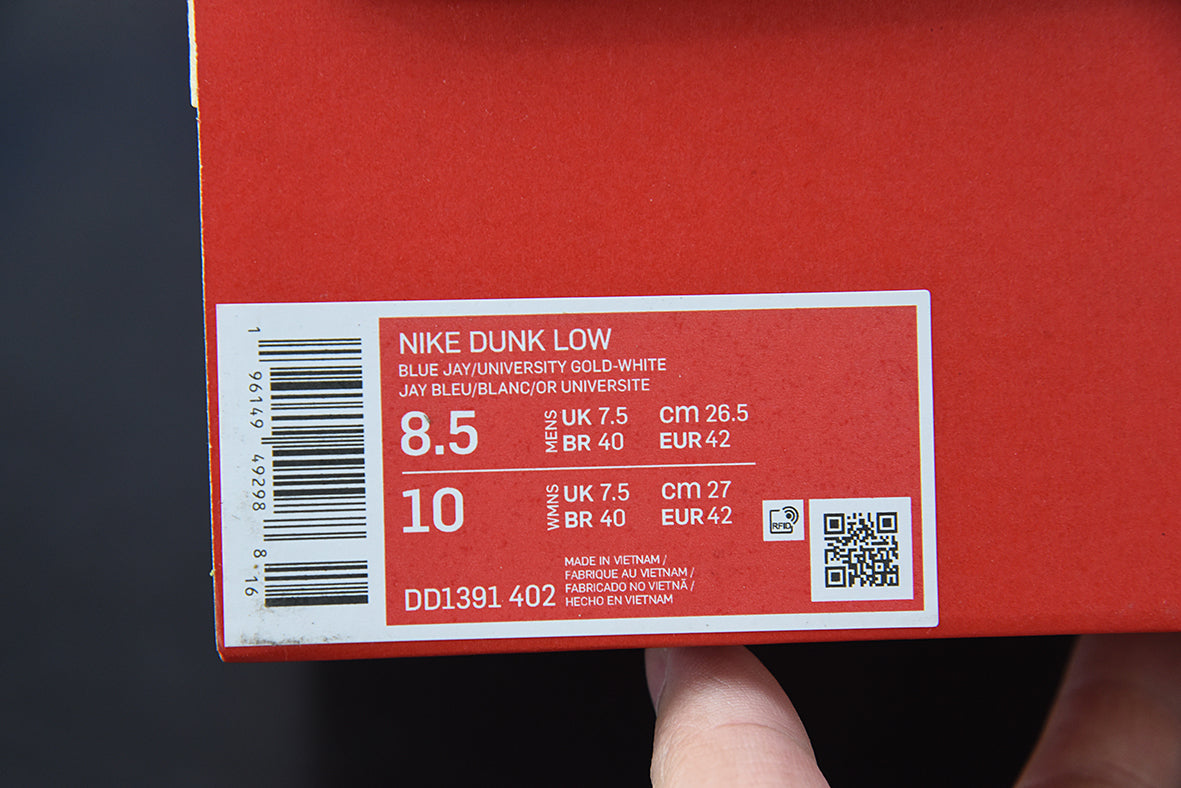 1 96149 49298 8 16
NIKE DUNK LOW
BLUE JAY/UNIVERSITY GOLD-WHITE
JAY BLEU/BLANC/OR UNIVERSITE
8.5 MENS UK 7.5 cm 26.5
BR 40 EUR 42
10 WMNS UK 7.5 cm 27
BR 40 EUR 42
RFID
DD1391 402
MADE IN VIETNAM /
FABRIQUE AU VIETNAM /
FABRICADO NO VIETNÃ /
HECHO EN VIETNAM